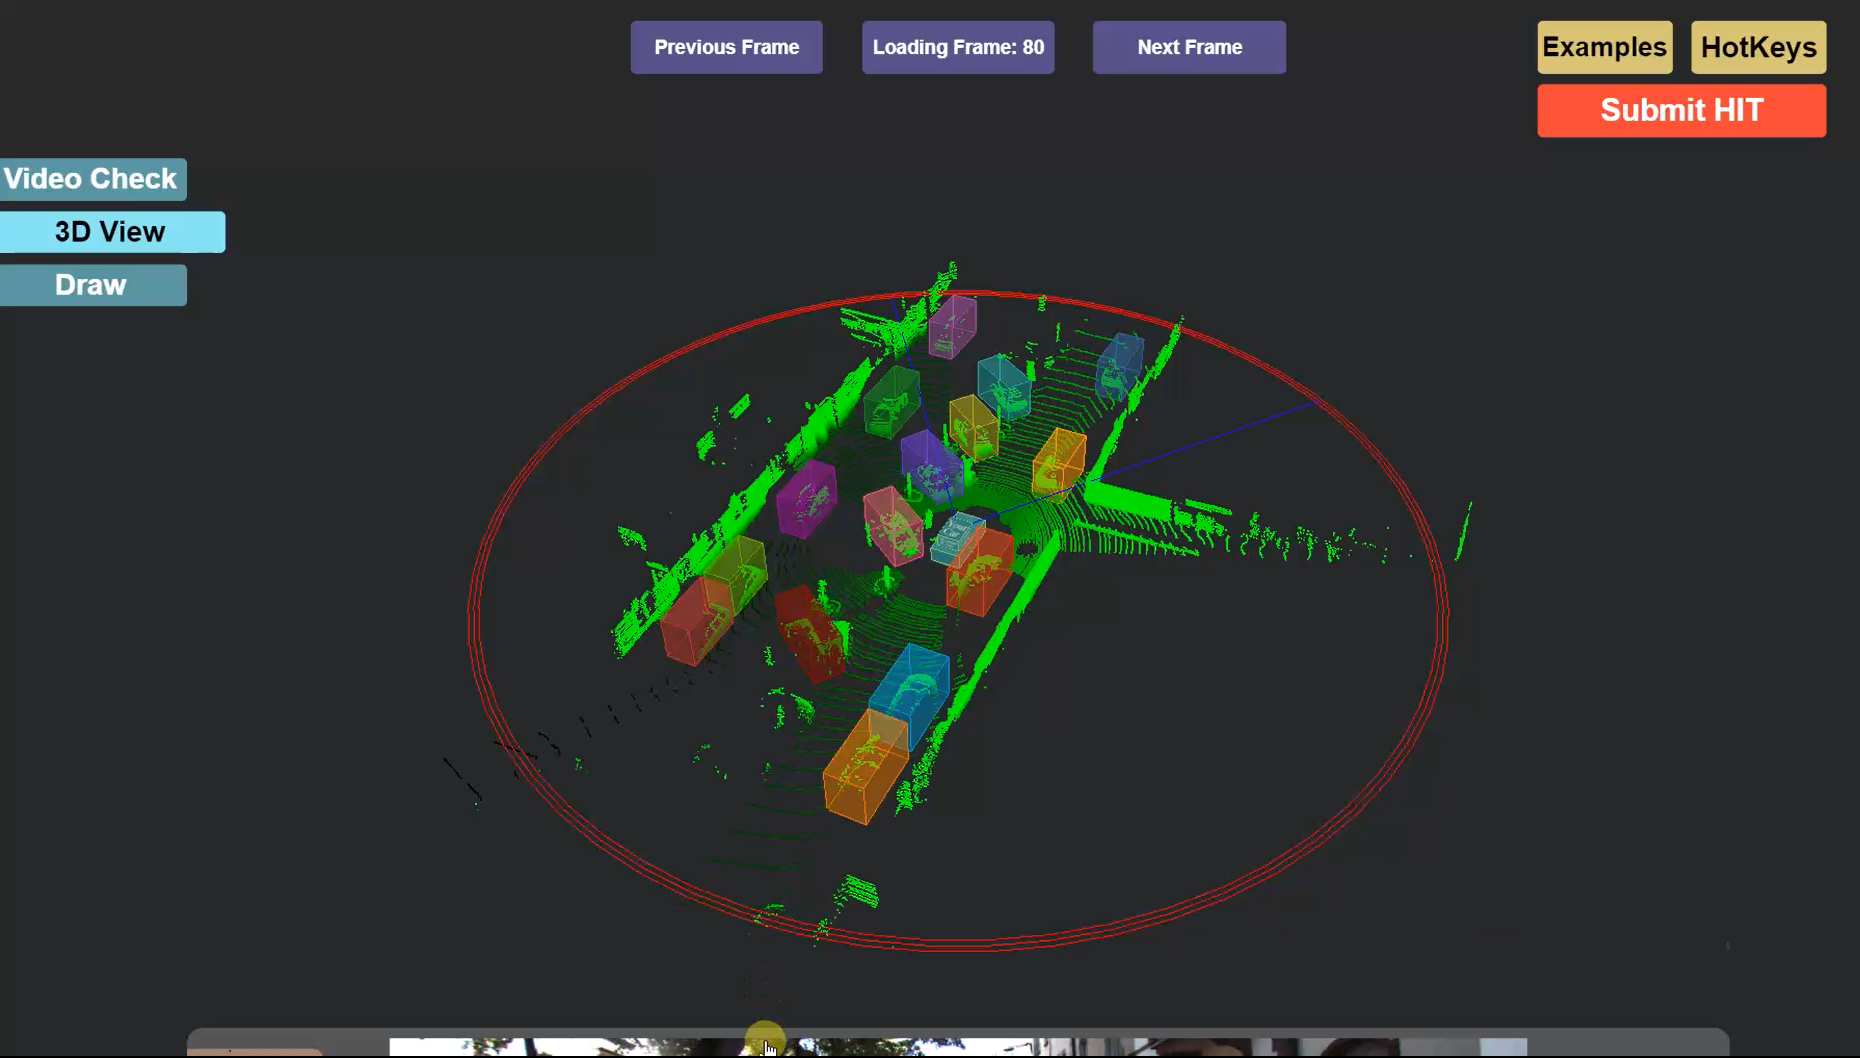 Previous Frame
Loading Frame: 80
Next Frame
Examples
HotKeys
Submit HIT
Video Check
3D View
Draw